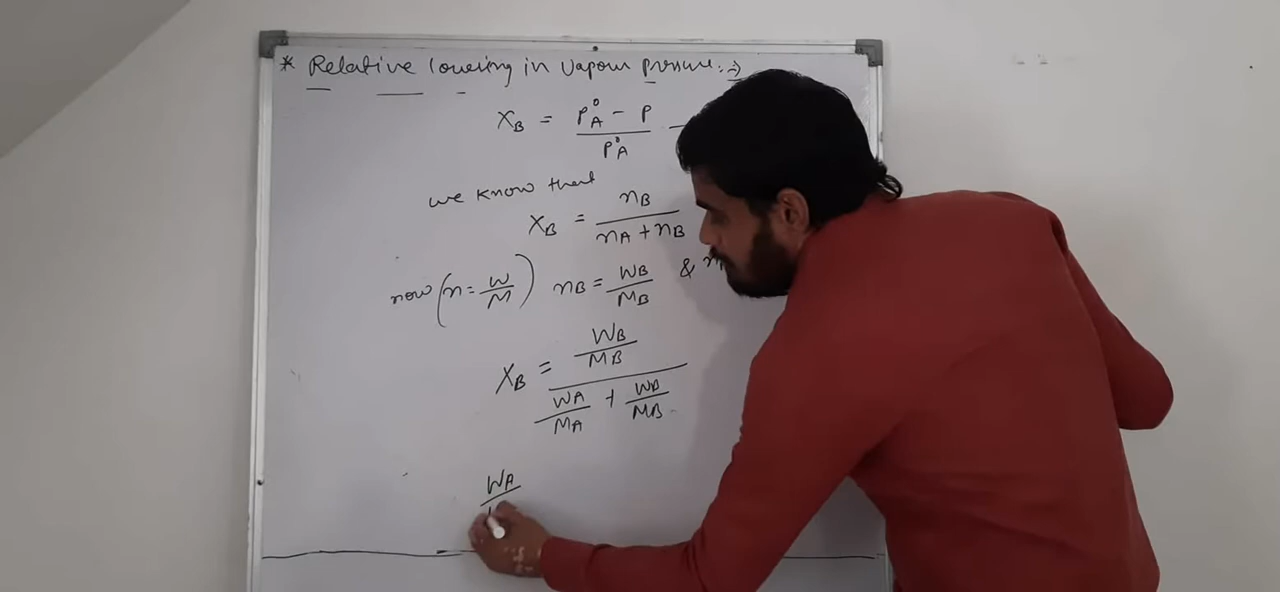 * Relative lowering in vapour pressure :⇒
X_B = (P°_A − P) / P°_A —
we know that
X_B = n_B / (n_A + n_B)
now (n = W/M) n_B = W_B/M_B & n
X_B = (W_B/M_B) / (W_A/M_A + W_B/M_B)
W_A